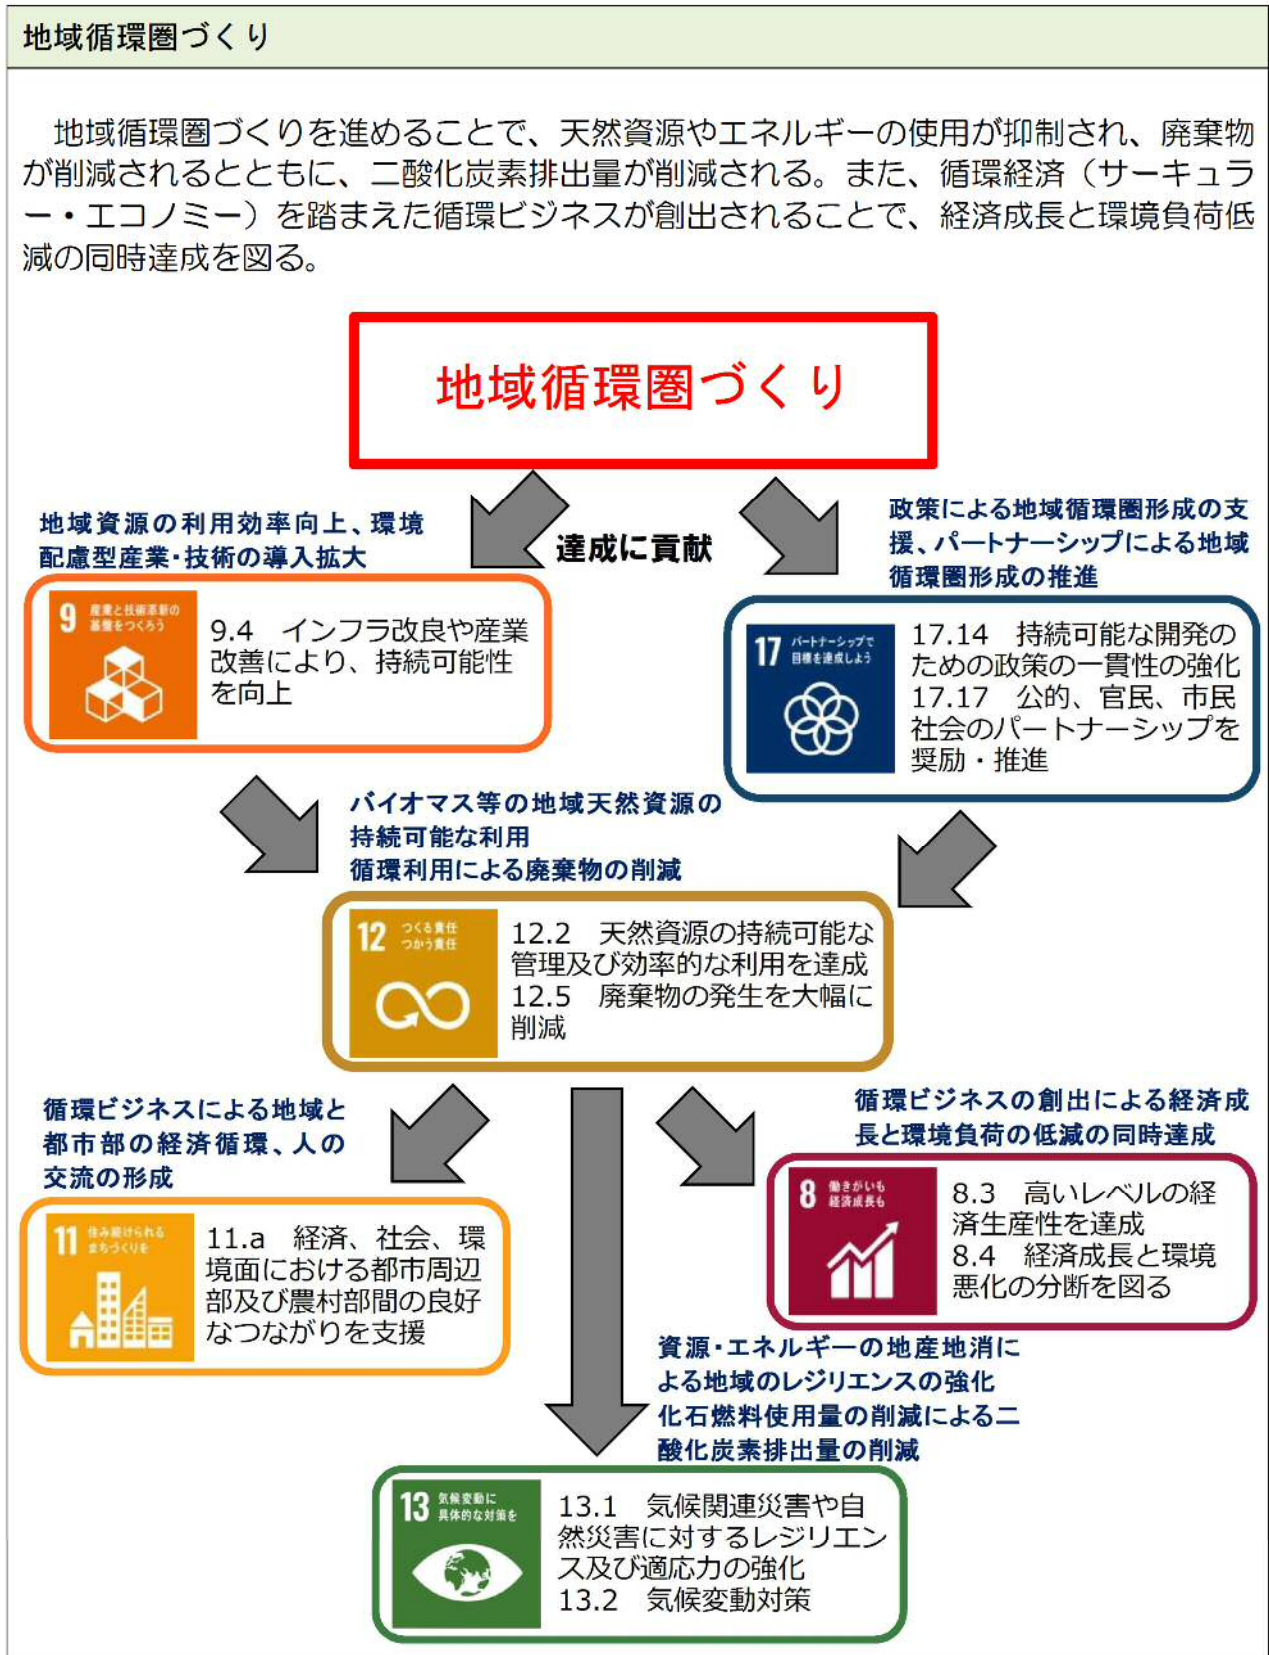 地域循環圏づくり
　地域循環圏づくりを進めることで、天然資源やエネルギーの使用が抑制され、廃棄物
が削減されるとともに、二酸化炭素排出量が削減される。また、循環経済（サーキュラ
ー・エコノミー）を踏まえた循環ビジネスが創出されることで、経済成長と環境負荷低
減の同時達成を図る。
地域循環圏づくり
達成に貢献
地域資源の利用効率向上、環境
配慮型産業・技術の導入拡大
9 産業と技術革新の
基盤をつくろう
9.4　インフラ改良や産業
改善により、持続可能性
を向上
政策による地域循環圏形成の支
援、パートナーシップによる地域
循環圏形成の推進
17 パートナーシップで
目標を達成しよう
17.14　持続可能な開発の
ための政策の一貫性の強化
17.17　公的、官民、市民
社会のパートナーシップを
奨励・推進
バイオマス等の地域天然資源の
持続可能な利用
循環利用による廃棄物の削減
12 つくる責任
つかう責任
12.2　天然資源の持続可能な
管理及び効率的な利用を達成
12.5　廃棄物の発生を大幅に
削減
循環ビジネスによる地域と
都市部の経済循環、人の
交流の形成
11 住み続けられる
まちづくりを
11.a　経済、社会、環
境面における都市周辺
部及び農村部間の良好
なつながりを支援
循環ビジネスの創出による経済成
長と環境負荷の低減の同時達成
8 働きがいも
経済成長も
8.3　高いレベルの経
済生産性を達成
8.4　経済成長と環境
悪化の分断を図る
資源・エネルギーの地産地消に
よる地域のレジリエンスの強化
化石燃料使用量の削減による二
酸化炭素排出量の削減
13 気候変動に
具体的な対策を
13.1　気候関連災害や自
然災害に対するレジリエン
ス及び適応力の強化
13.2　気候変動対策